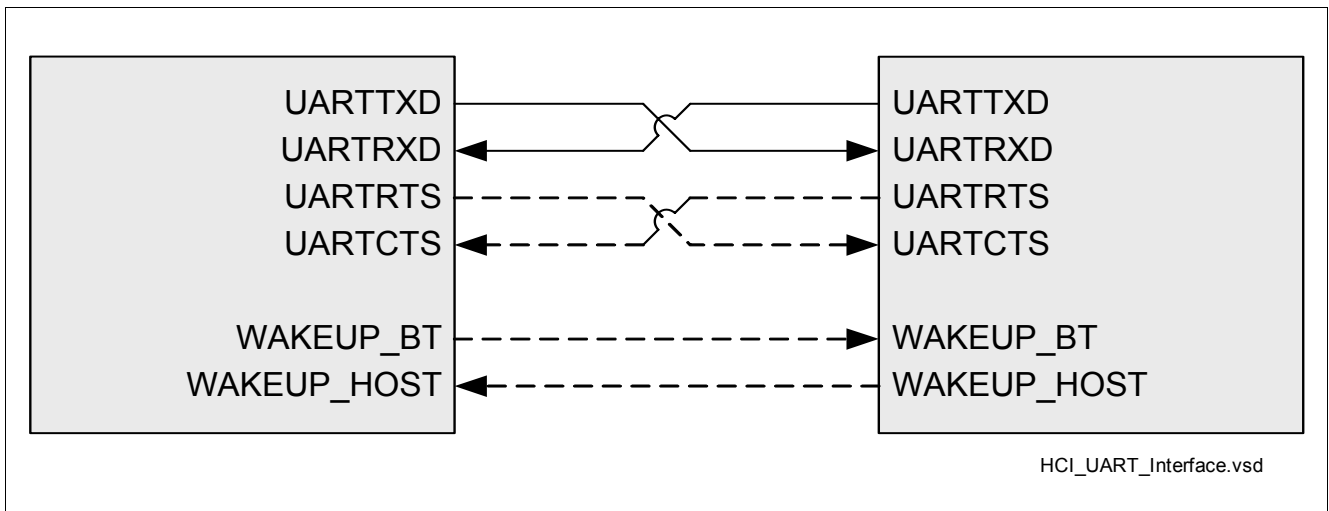 UARTTXD UARTTXD
UARTRXD UARTRXD
UARTRTS UARTRTS
UARTCTS UARTCTS
WAKEUP_BT WAKEUP_BT
WAKEUP_HOST WAKEUP_HOST
HCI_UART_Interface.vsd